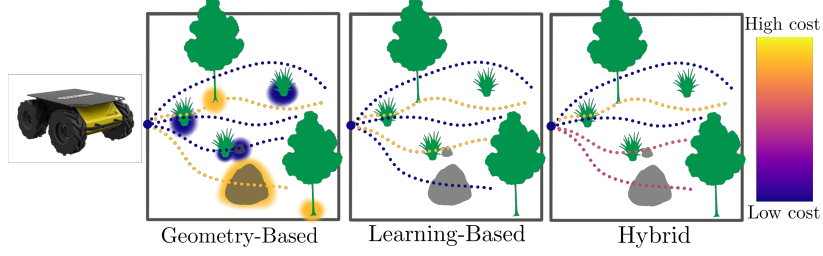 High cost
Low cost
Geometry-Based
Learning-Based
Hybrid